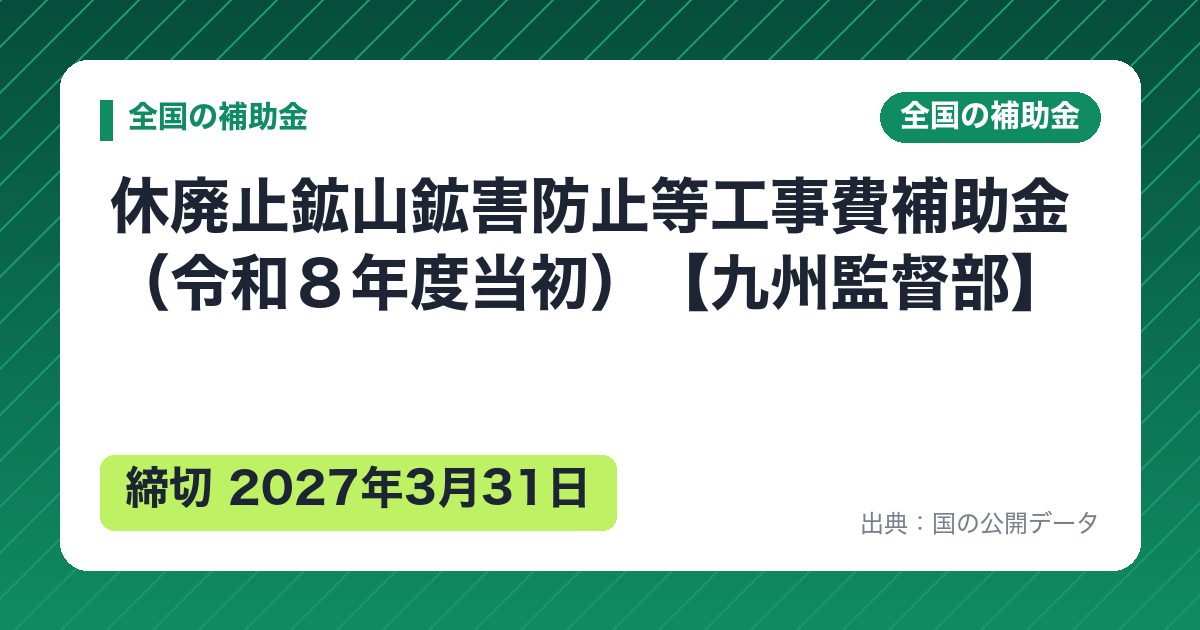 全国の補助金
全国の補助金
休廃止鉱山鉱害防止等工事費補助金
（令和８年度当初）【九州監督部】
締切 2027年3月31日
出典：国の公開データ